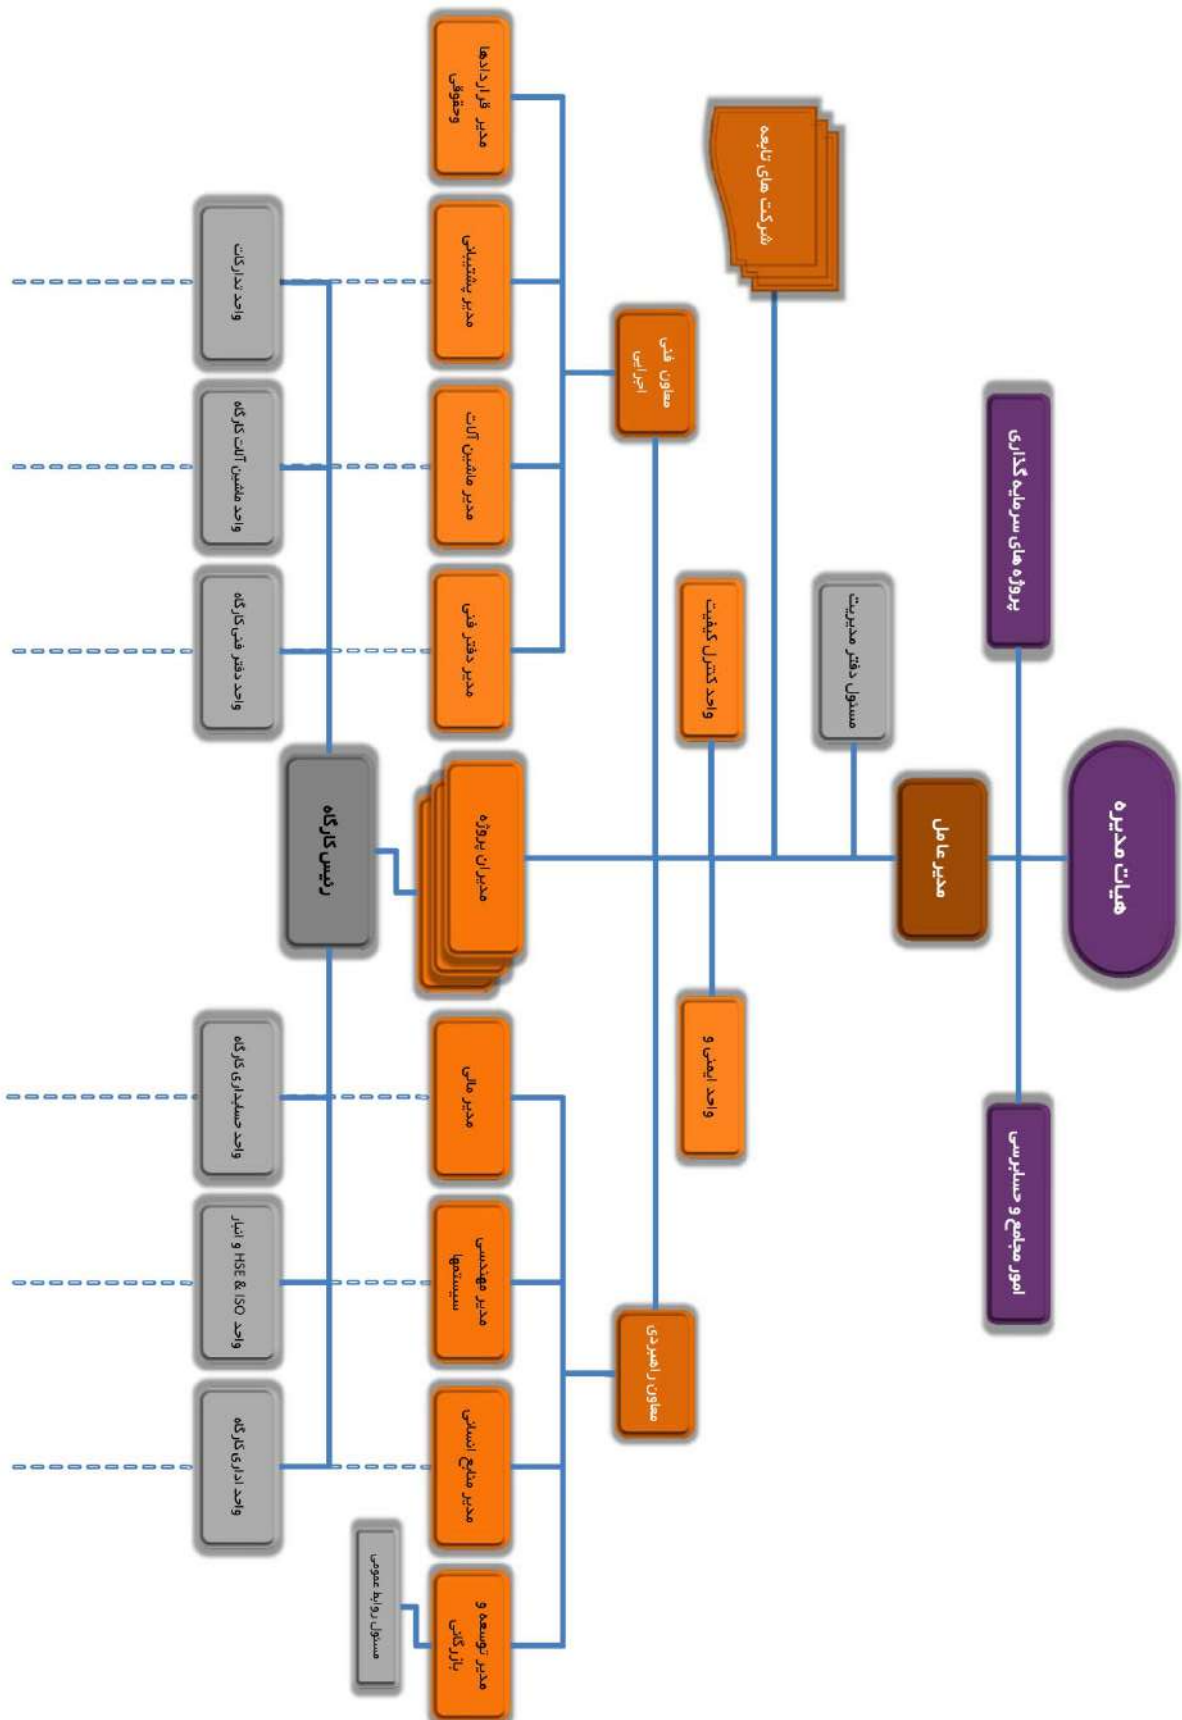 هیات مدیره
پروژه های سرمایه گذاری
امور مجامع و حسابرسی
مدیر عامل
مسئول دفتر مدیریت
شرکت های تابعه
واحد کنترل کیفیت
واحد ایمنی و
معاون فنی
اجرایی
معاون راهبردی
مدیر قراردادها
وحقوقی
مدیر پشتیبانی
مدیر ماشین آلات
مدیر دفتر فنی
مدیران پروژه
مدیر مالی
مدیر مهندسی
سیستمها
مدیر منابع انسانی
مدیر توسعه و
بازرگانی
مسئول روابط عمومی
رئیس کارگاه
واحد تدارکات
واحد ماشین آلات کارگاه
واحد دفتر فنی کارگاه
واحد حسابداری کارگاه
واحد HSE & ISO و انبار
واحد اداری کارگاه